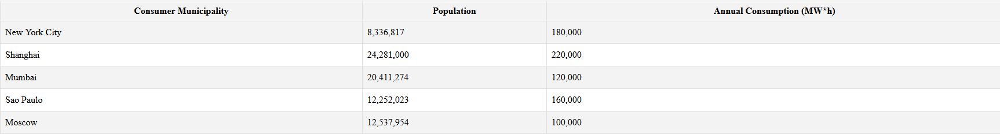 Consumer Municipality Population Annual Consumption (MW*h)
New York City 8,336,817 180,000
Shanghai 24,281,000 220,000
Mumbai 20,411,274 120,000
Sao Paulo 12,252,023 160,000
Moscow 12,537,954 100,000